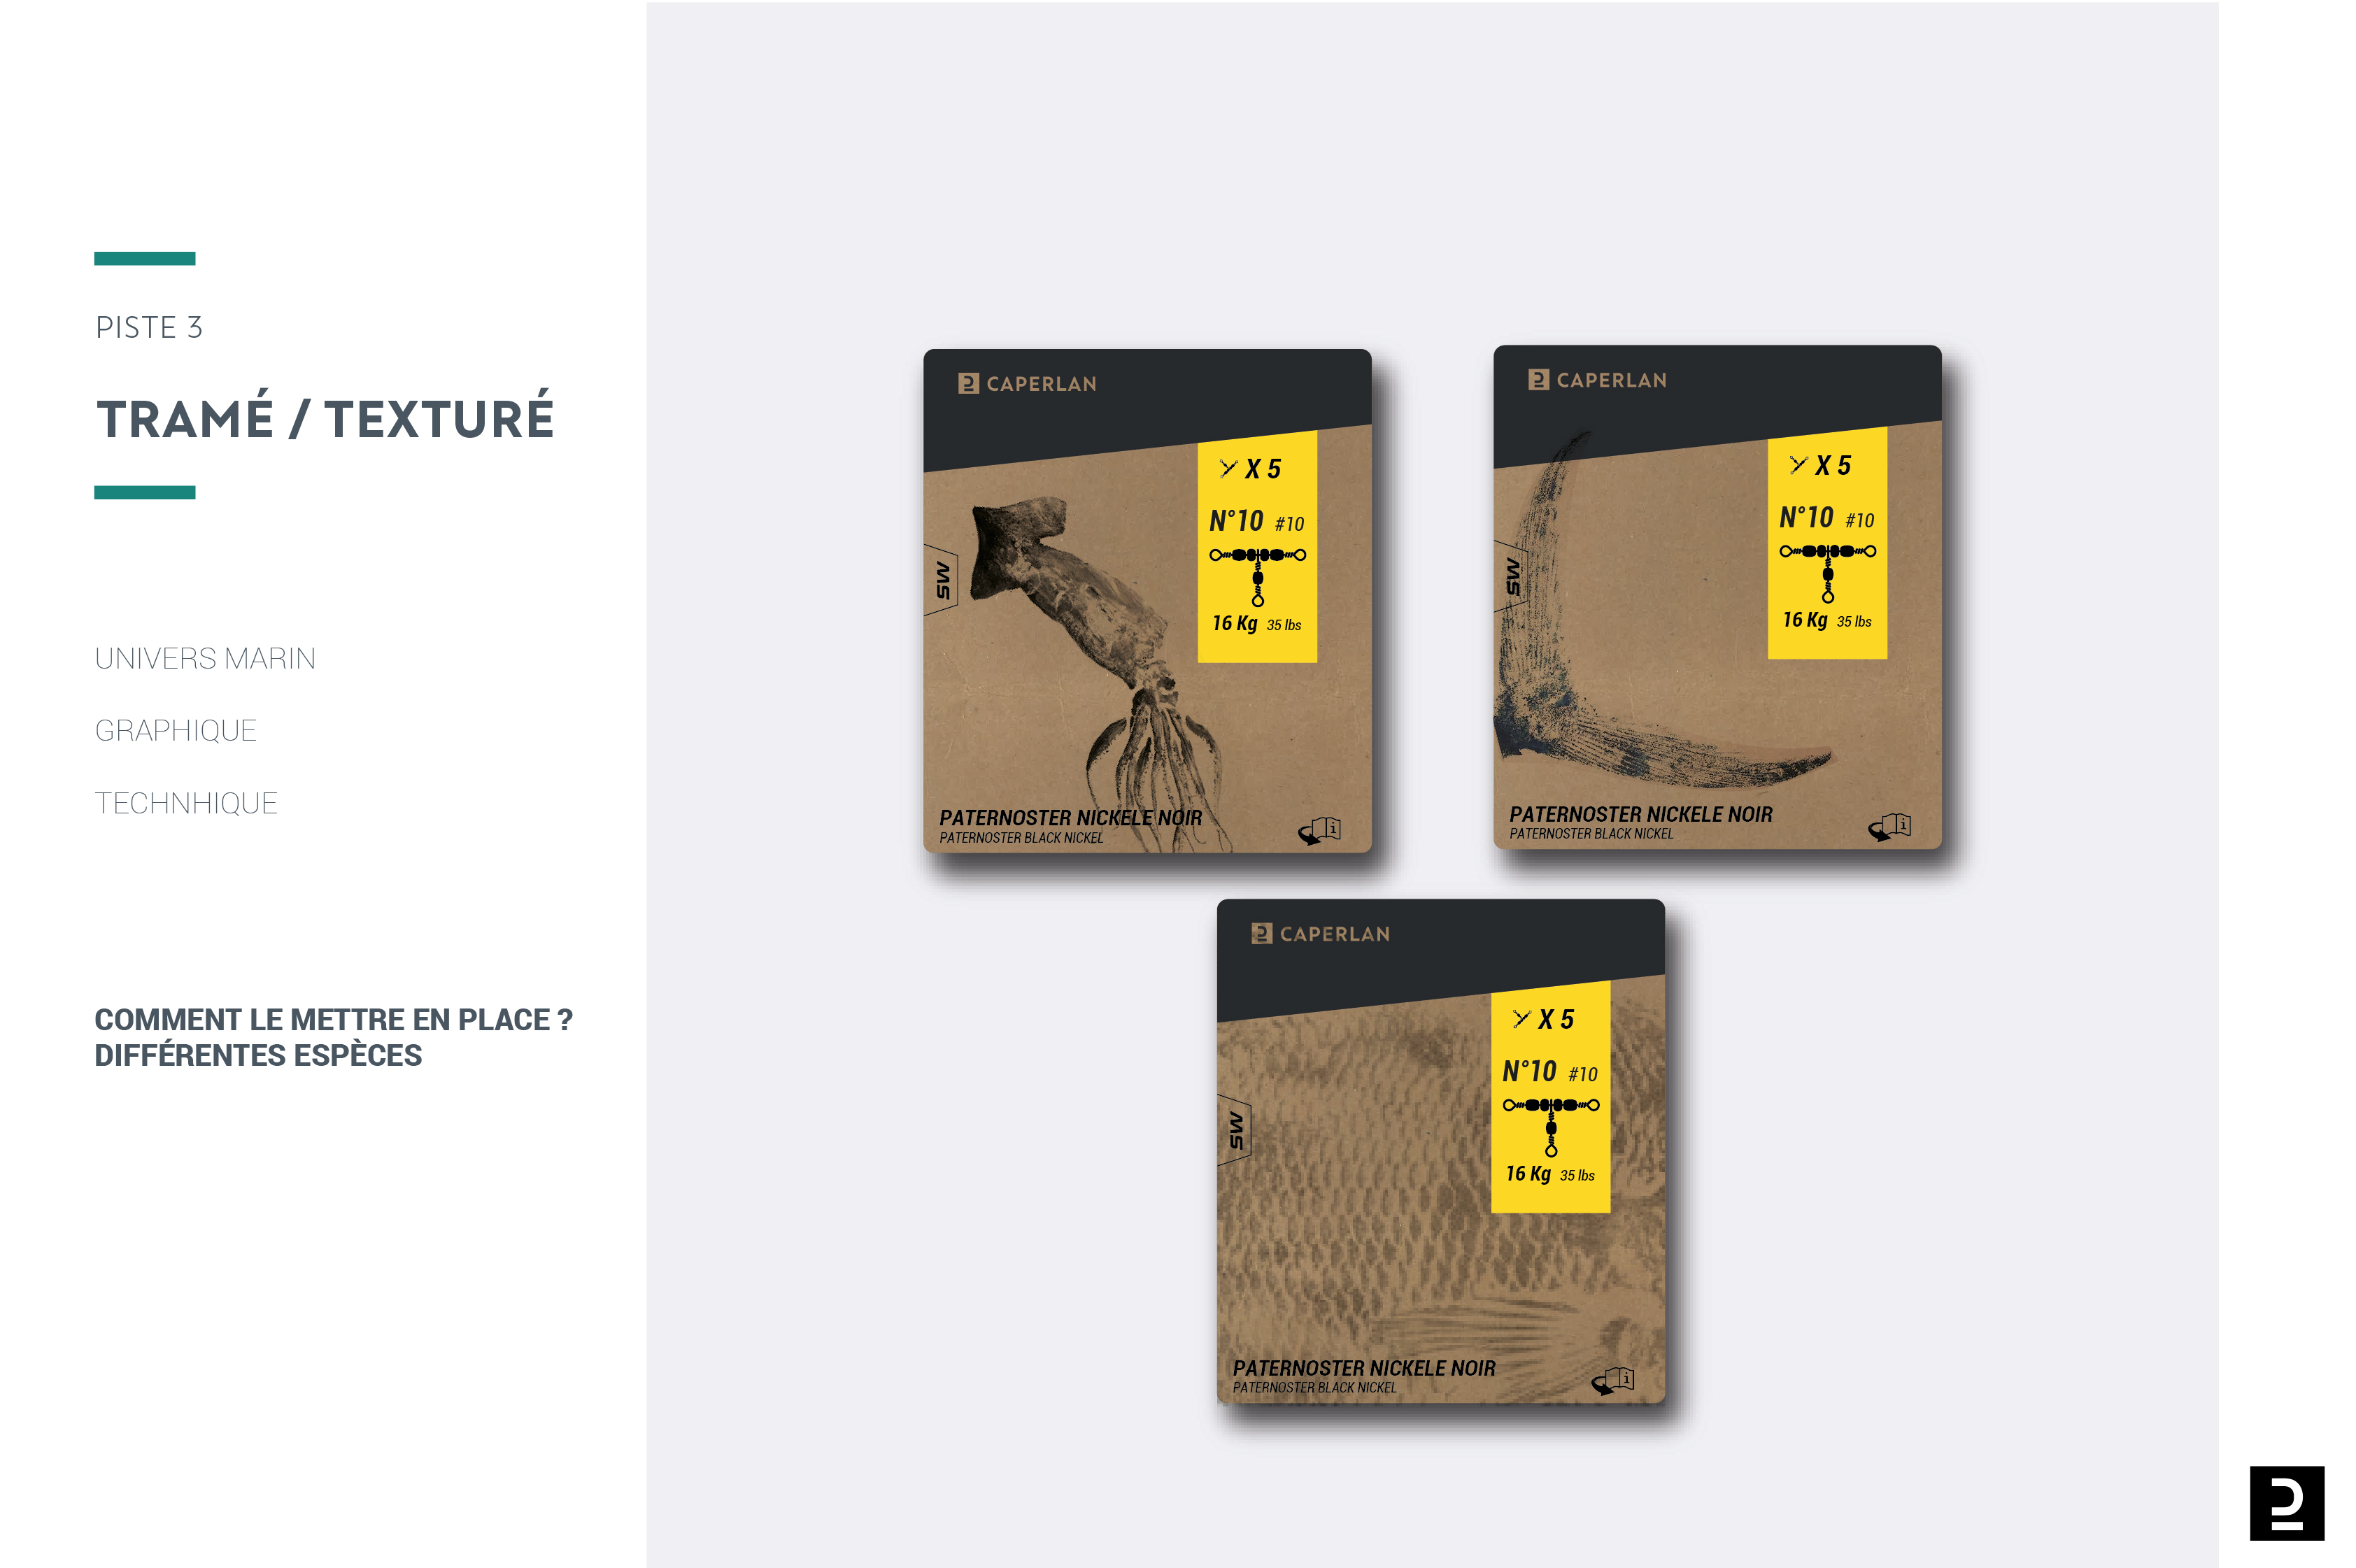 PISTE 3
TRAMÉ / TEXTURÉ
UNIVERS MARIN
GRAPHIQUE
TECHNHIQUE
COMMENT LE METTRE EN PLACE ?
DIFFÉRENTES ESPÈCES
CAPERLAN
X 5
N°10 #10
16 Kg 35 lbs
SW
PATERNOSTER NICKELE NOIR
PATERNOSTER BLACK NICKEL
i
CAPERLAN
X 5
N°10 #10
16 Kg 35 lbs
SW
PATERNOSTER NICKELE NOIR
PATERNOSTER BLACK NICKEL
i
CAPERLAN
X 5
N°10 #10
16 Kg 35 lbs
SW
PATERNOSTER NICKELE NOIR
PATERNOSTER BLACK NICKEL
i